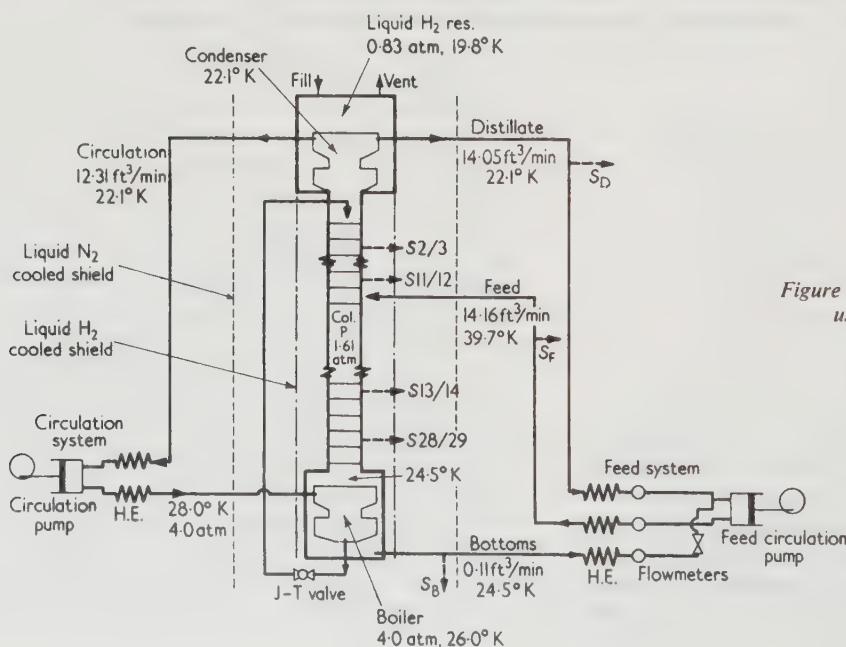 Liquid H₂ res.
0·83 atm, 19·8°K
Condenser
22·1°K
Fill
Vent
Distillate
14·05 ft³/min
22·1°K
S_D
Circulation
12·31 ft³/min
22·1°K
Liquid N₂
cooled shield
S2/3
S11/12
Feed
14·16 ft³/min
39·7°K
S_F
Figure
us
Col.
P
1·61
atm
Liquid H₂
cooled shield
S13/14
S28/29
Circulation
system
24·5°K
Feed system
Circulation
pump
H.E.
28·0°K
4·0 atm
Feed circulation
pump
Bottoms
0·11 ft³/min
24·5°K
S_B
H.E.
Flowmeters
J–T valve
Boiler
4·0 atm, 26·0°K